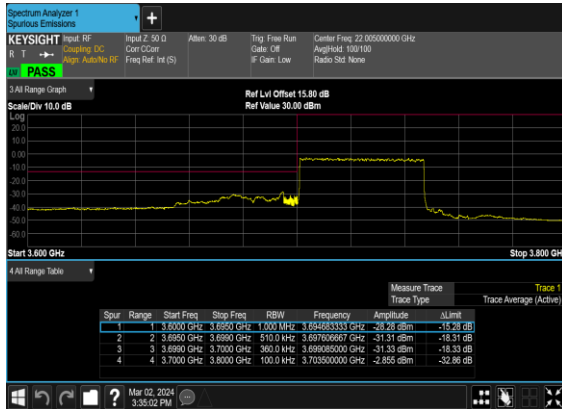 Spectrum Analyzer 1
Spurious Emissions
+
KEYSIGHT Input: RF Input Z: 50 Ω Atten: 30 dB Trig: Free Run Center Freq: 22.005000000 GHz
R T Coupling: DC Corr CCorr Gate: Off Avg|Hold: 100/100
Align: Auto/No RF Freq Ref: Int (S) IF Gain: Low Radio Std: None
PASS
3 All Range Graph
Ref Lvl Offset 15.80 dB
Scale/Div 10.0 dB Ref Value 30.00 dBm
Log
20.0
10.0
0.00
-10.0
-20.0
-30.0
-40.0
-50.0
-60.0
Start 3.600 GHz Stop 3.800 GH
4 All Range Table
Measure Trace Trace 1
Trace Type Trace Average (Active)
Spur Range Start Freq Stop Freq RBW Frequency Amplitude ΔLimit
1 1 3.6000 GHz 3.6950 GHz 1.000 MHz 3.694683333 GHz -28.28 dBm -15.28 dB
2 2 3.6950 GHz 3.6990 GHz 510.0 kHz 3.697606667 GHz -31.31 dBm -18.31 dB
3 3 3.6990 GHz 3.7000 GHz 360.0 kHz 3.699085000 GHz -31.33 dBm -18.33 dB
4 4 3.7000 GHz 3.8000 GHz 100.0 kHz 3.703500000 GHz -2.855 dBm -32.86 dB
? Mar 02, 2024
3:35:02 PM